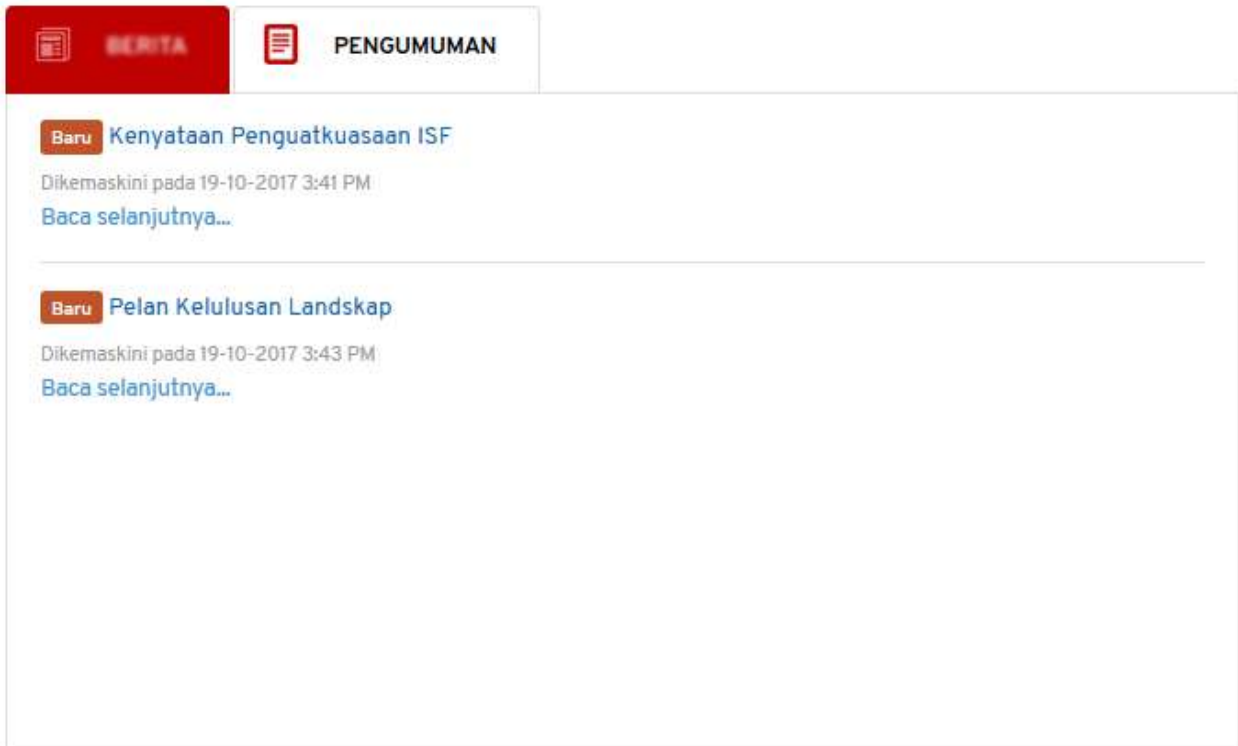 BERITA
PENGUMUMAN
Baru Kenyataan Penguatkuasaan ISF
Dikemaskini pada 19-10-2017 3:41 PM
Baca selanjutnya...
Baru Pelan Kelulusan Landskap
Dikemaskini pada 19-10-2017 3:43 PM
Baca selanjutnya...